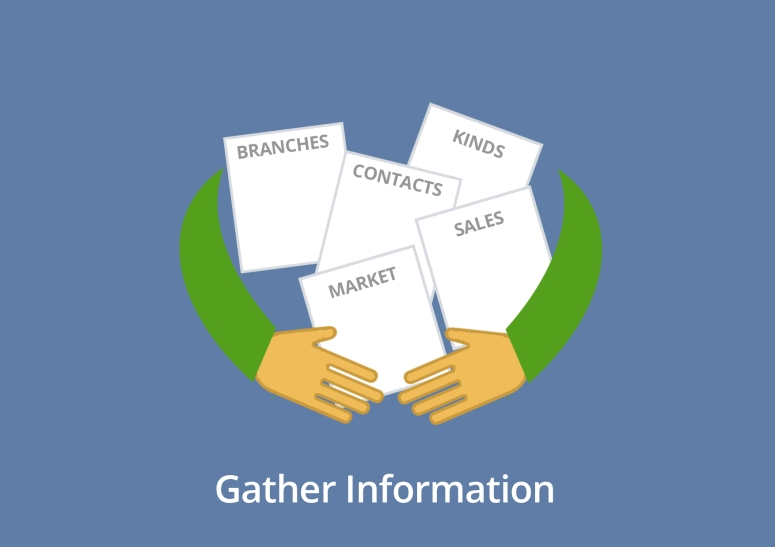 BRANCHES
KINDS
CONTACTS
SALES
MARKET
Gather Information